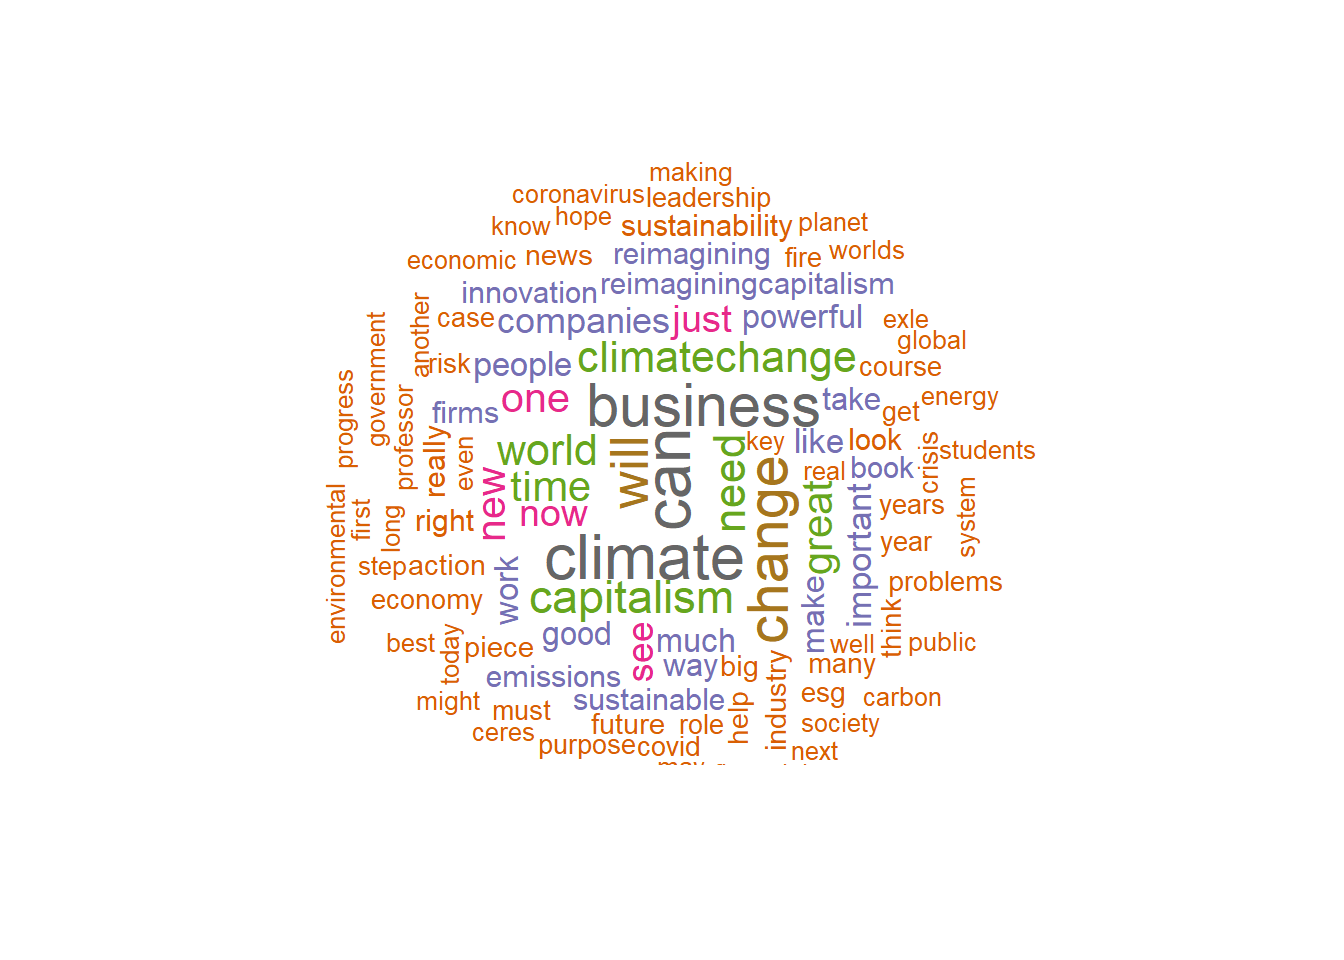 making
coronavirus leadership
know hope sustainability planet
economic news reimagining fire worlds
innovation reimaginingcapitalism
another case companies just powerful exle
government risk people climatechange global
course
progress professor firms one business take get energy
really even world will can need key like look crisis students
new time change real book
environmental first long right now great important years system
climate year
step action work capitalism make problems
economy
best today piece good see much well think public
emissions way big industry many
might must sustainable help esg carbon
ceres future role society
purpose covid next